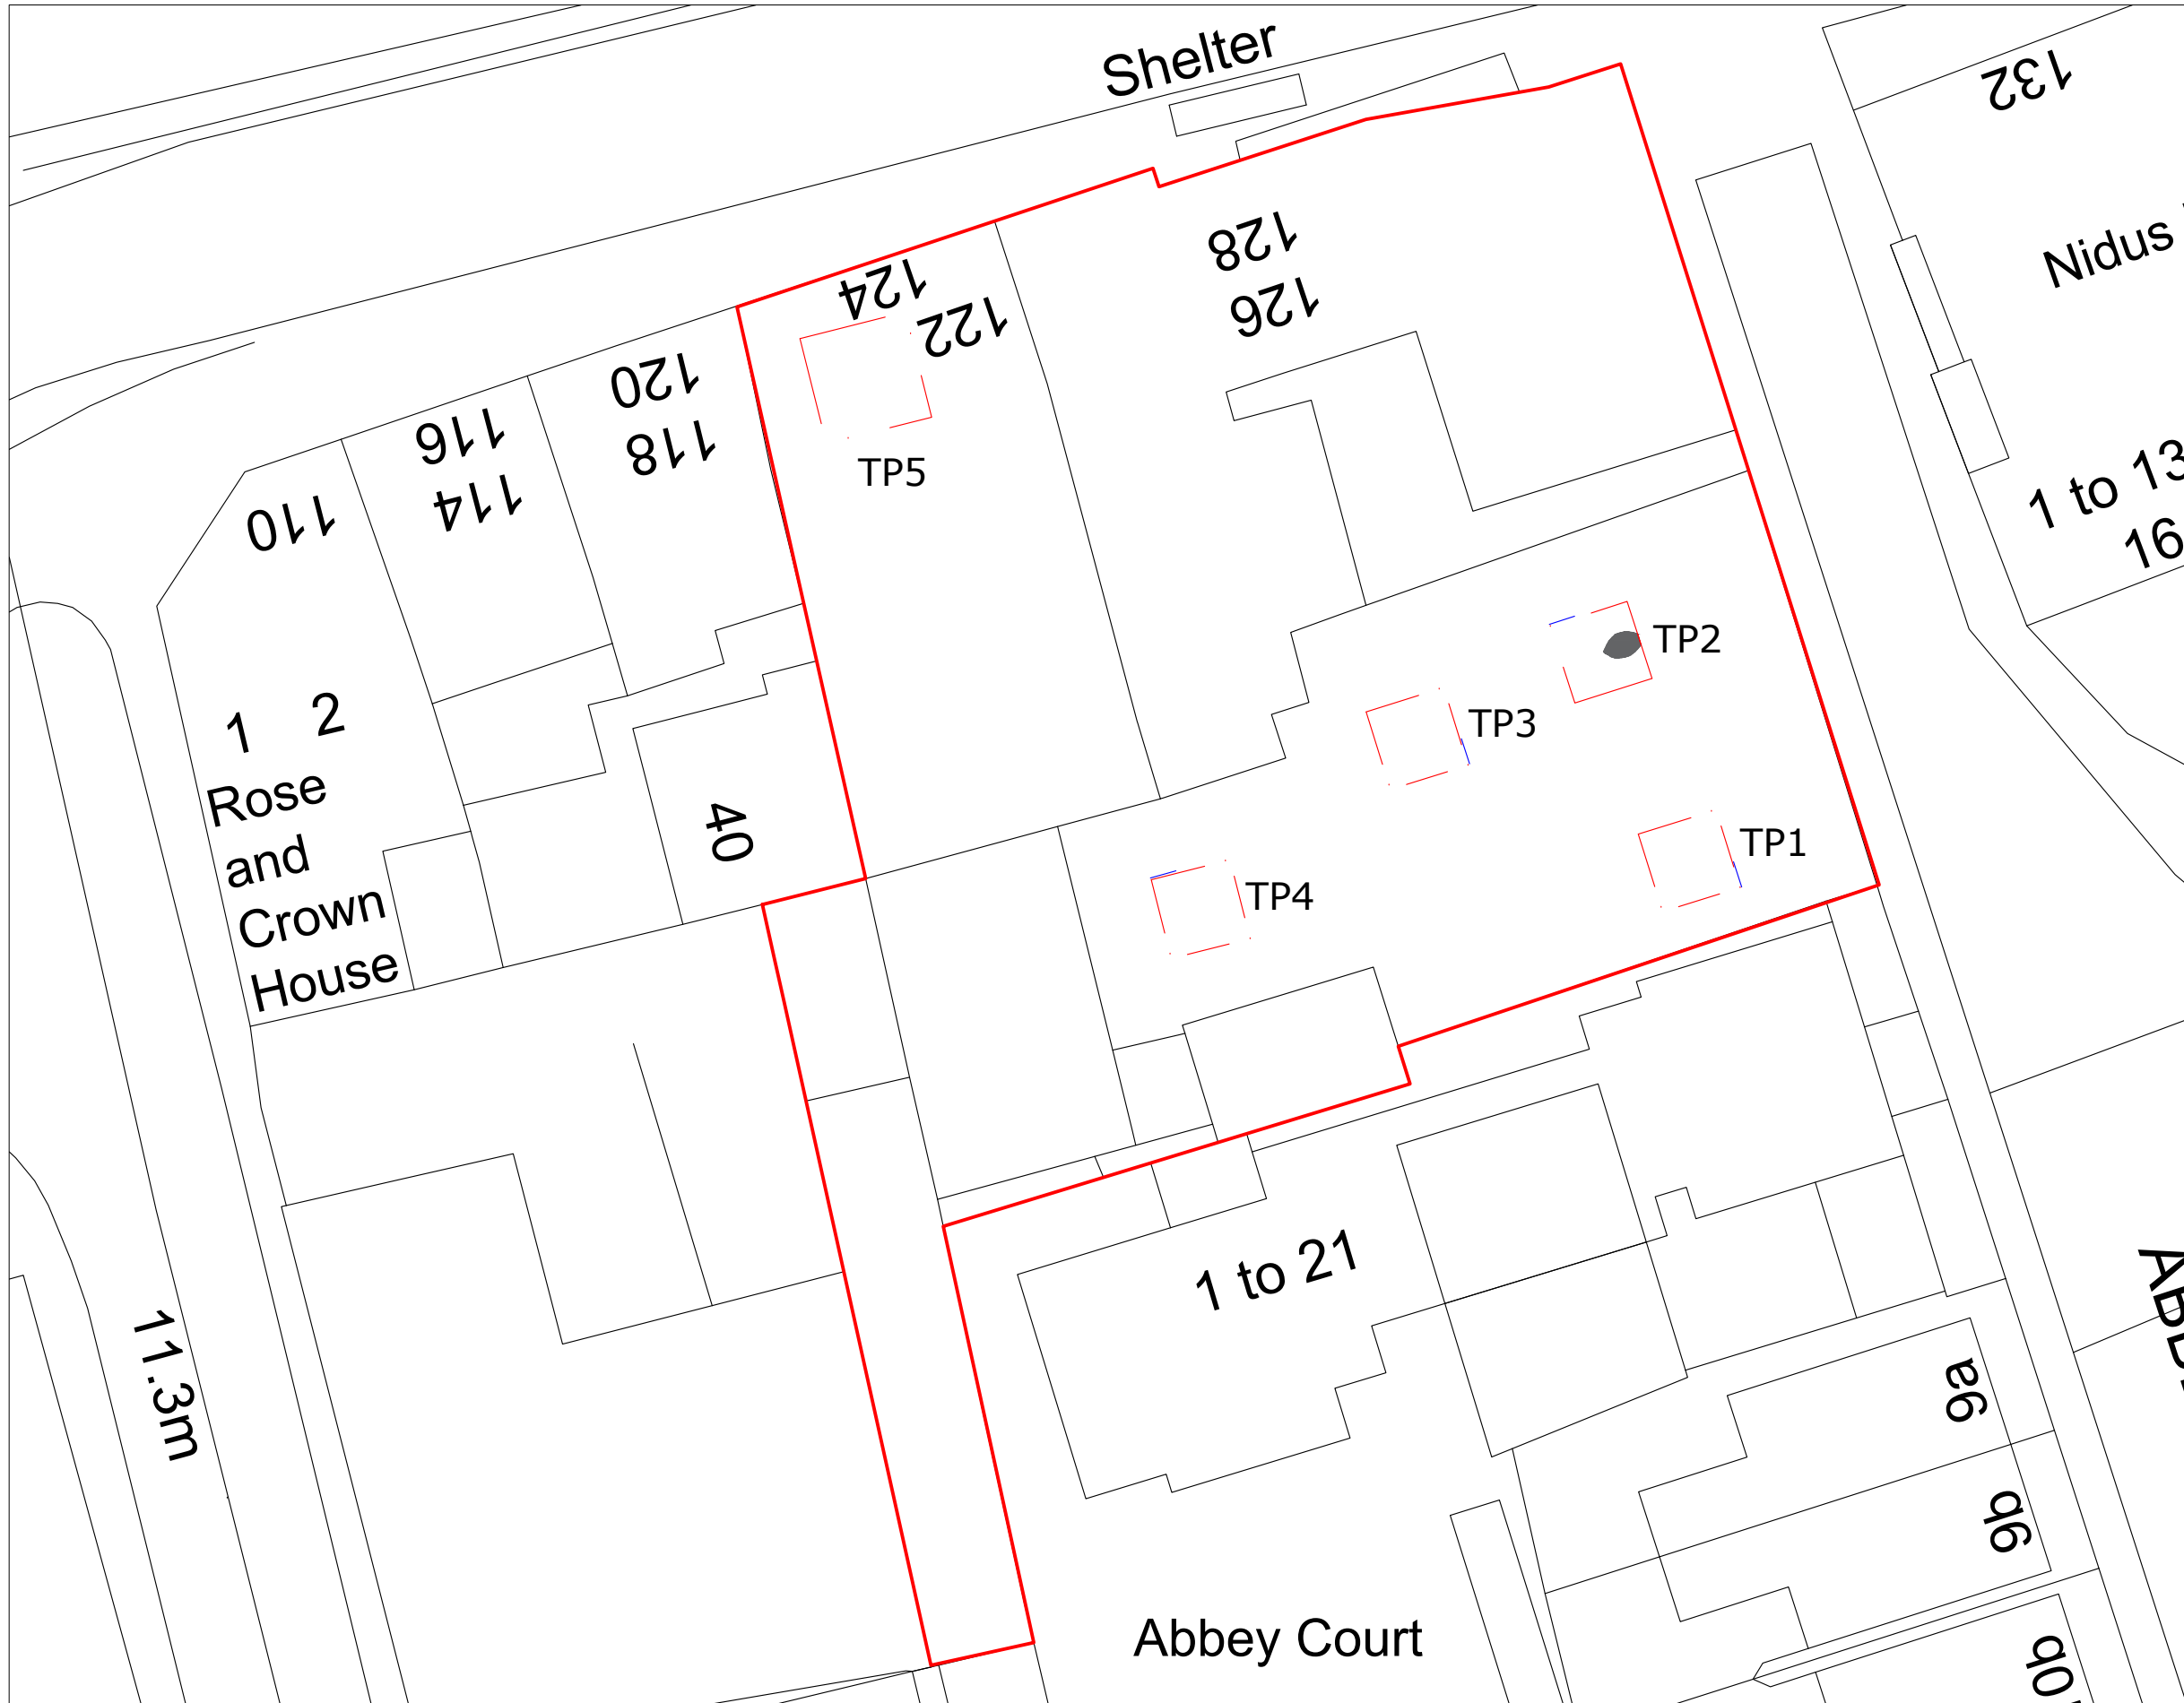 Shelter
132
Nidus
128
126
124
122
120
118
116
114
110
TP5
1 to 13
16
TP2
TP3
1 2
Rose
and
Crown
House
40
TP1
TP4
1 to 21
11.3m
9a
9b
Abbey Court